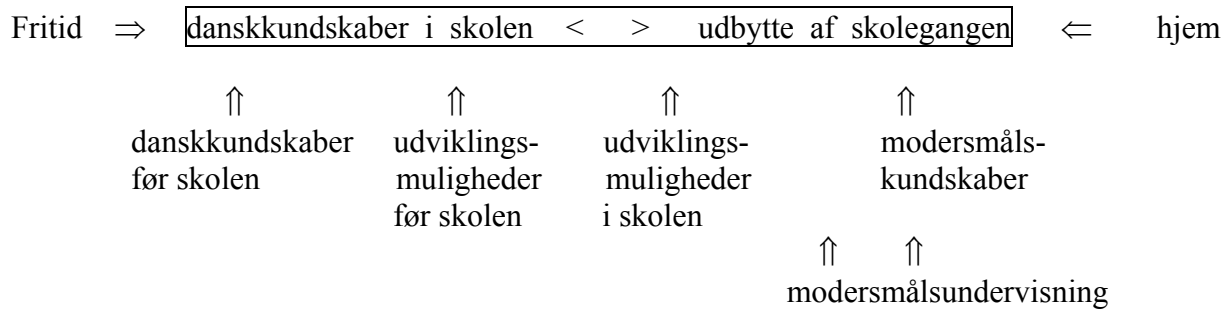 Fritid ⇒ danskkundskaber i skolen < > udbytte af skolegangen ⇐ hjem
⇑ ⇑ ⇑ ⇑
danskkundskaber udviklings- udviklings- modersmåls-
før skolen muligheder muligheder kundskaber
før skolen i skolen
⇑ ⇑
modersmålsundervisning